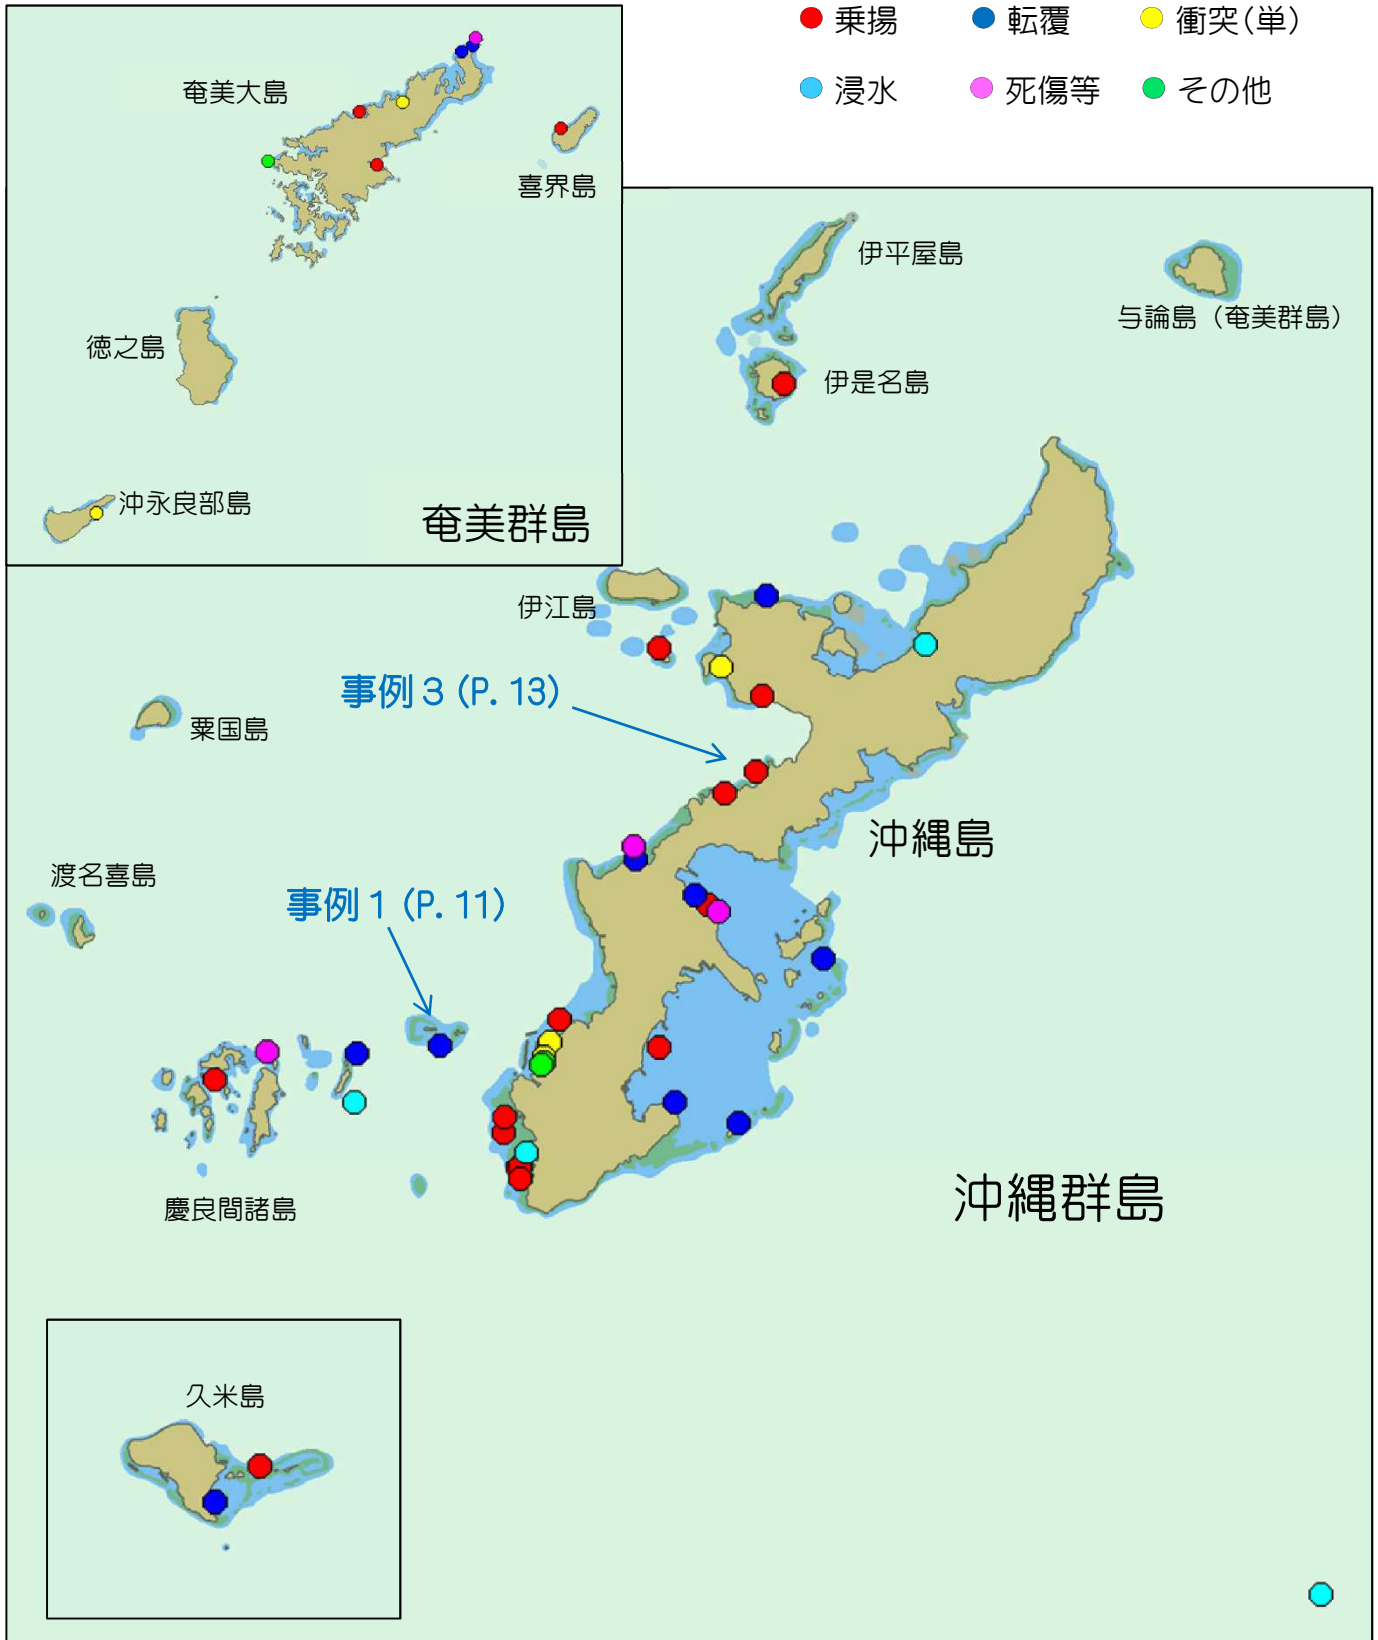 乗揚
転覆
衝突(単)
浸水
死傷等
その他
奄美大島
喜界島
徳之島
沖永良部島
奄美群島
伊平屋島
与論島（奄美群島）
伊是名島
伊江島
事例３(P. 13)
粟国島
沖縄島
渡名喜島
事例１(P. 11)
慶良間諸島
沖縄群島
久米島